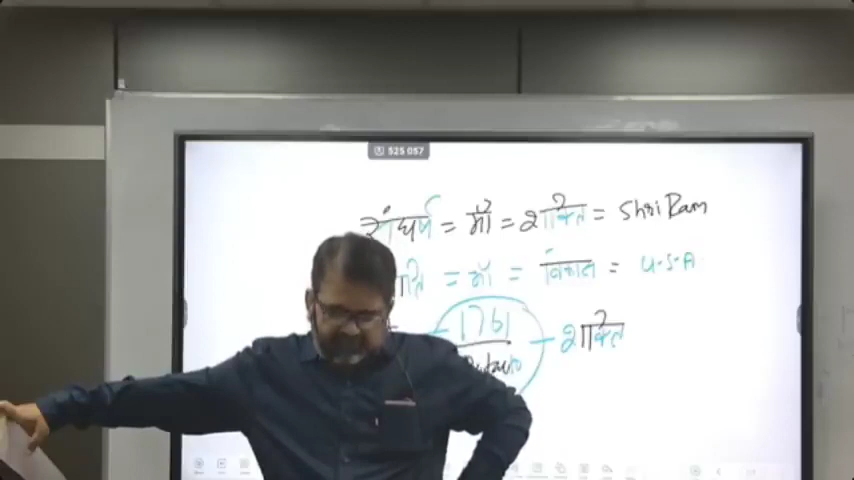 525 057
संघर्ष = माँ = शक्ति = Shri Ram
= माँ = विकास = U.S.A
1761 - शक्ति